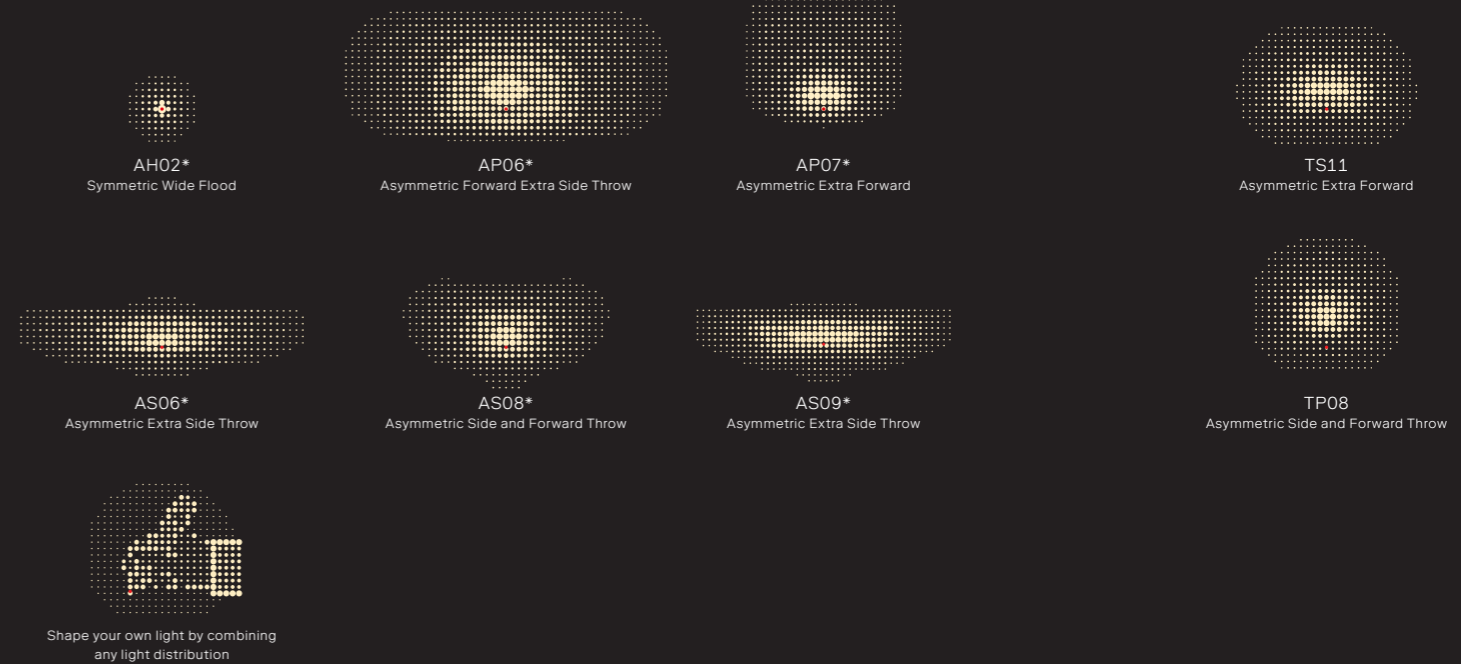 AH02*
Symmetric Wide Flood
AP06*
Asymmetric Forward Extra Side Throw
AP07*
Asymmetric Extra Forward
TS11
Asymmetric Extra Forward
AS06*
Asymmetric Extra Side Throw
AS08*
Asymmetric Side and Forward Throw
AS09*
Asymmetric Extra Side Throw
TP08
Asymmetric Side and Forward Throw
Shape your own light by combining
any light distribution